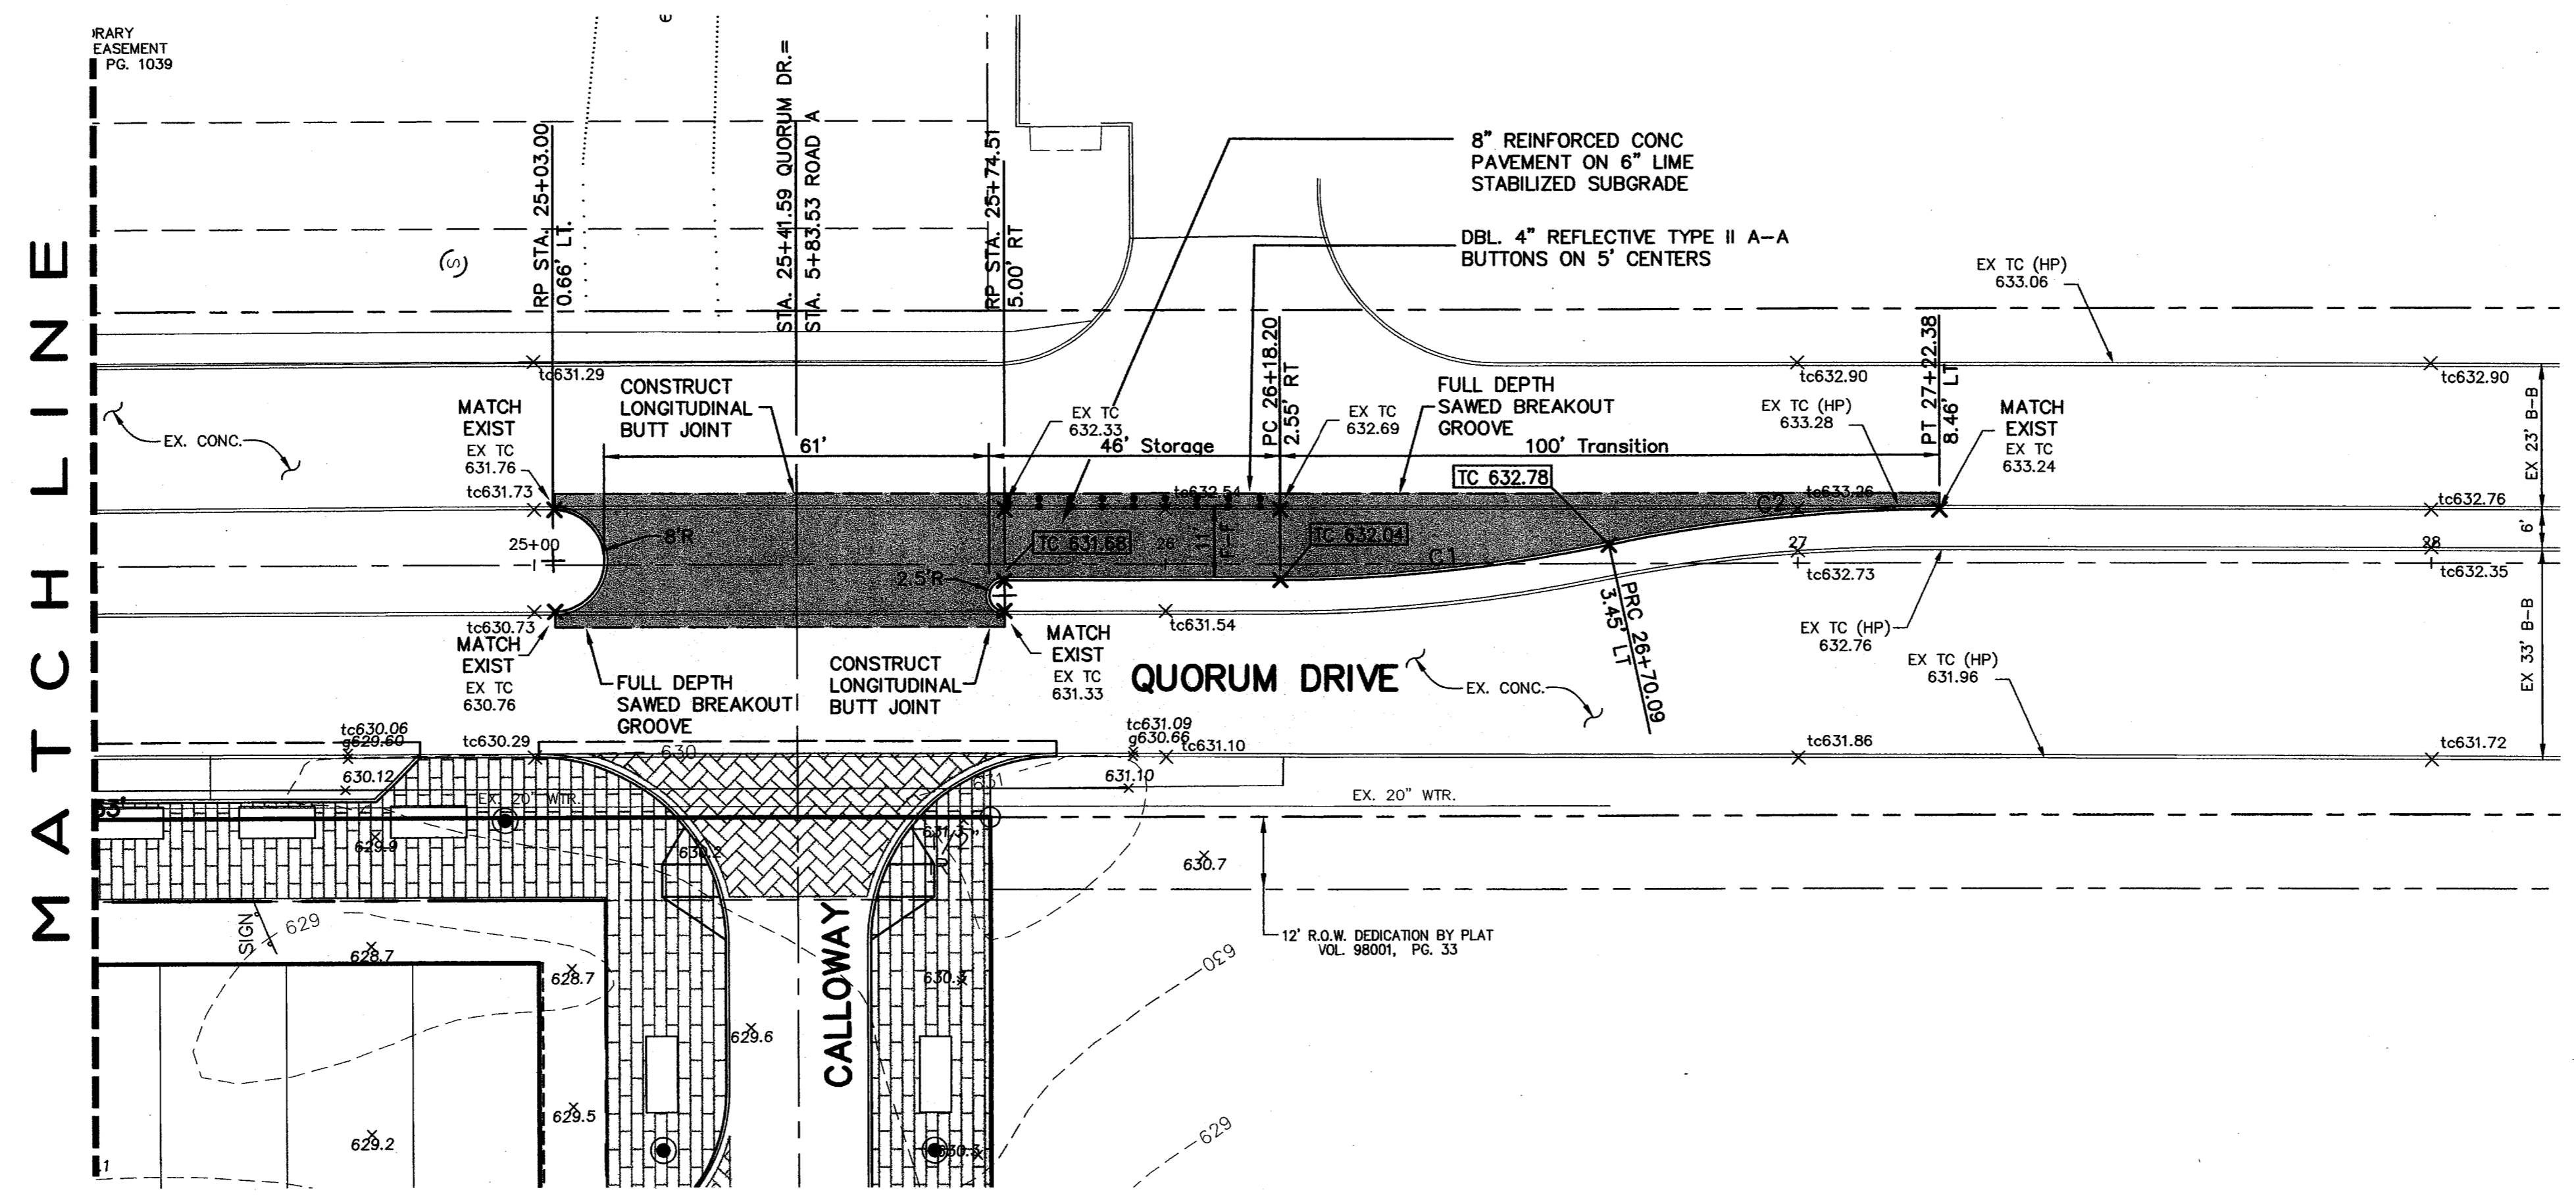 EASEMENT
PG. 1039
MATCHLINE
RP STA. 25+03.00
0.66' LT.
STA. 25+41.59 QUORUM DR.=
STA. 5+83.53 ROAD A
RP STA. 25+74.51
5.00' RT
8" REINFORCED CONC
PAVEMENT ON 6" LIME
STABILIZED SUBGRADE
DBL. 4" REFLECTIVE TYPE II A-A
BUTTONS ON 5' CENTERS
(S)
EX TC (HP)
633.06
PC 26+18.20
2.55' RT
PT 27+22.38
8.46' LT
tc631.29
tc632.90
tc632.90
CONSTRUCT
LONGITUDINAL
BUTT JOINT
FULL DEPTH
SAWED BREAKOUT
GROOVE
MATCH
EXIST
EX TC
631.76
EX TC
632.33
EX TC
632.69
EX TC (HP)
633.28
MATCH
EXIST
EX TC
633.24
EX. CONC.
61'
46' Storage
100' Transition
EX 23' B-B
TC 632.78
tc631.73
tc632.54
tc633.26
tc632.76
C2
8'R
TC 631.68
11'
F-F
TC 632.04
C1
25+00
26
27
28
6'
2.5'R
tc632.73
tc632.35
tc630.73
tc631.54
MATCH
EXIST
EX TC
630.76
MATCH
EXIST
EX TC
631.33
PRC 26+70.09
3.45' LT
EX TC (HP)
632.76
EX TC (HP)
631.96
EX 33' B-B
FULL DEPTH
SAWED BREAKOUT
GROOVE
CONSTRUCT
LONGITUDINAL
BUTT JOINT
QUORUM DRIVE
EX. CONC.
tc630.06
g629.60
tc630.29
630
tc631.09
g630.66
tc631.10
tc631.86
tc631.72
630.12
631.10
631
EX. 20" WTR.
EX. 20" WTR.
629.9
630.2
630.7
SIGN
629
628.7
628.7
630.3
12' R.O.W. DEDICATION BY PLAT
VOL. 98001, PG. 33
630
CALLOWAY
629.6
629.5
629.2
630.3
629